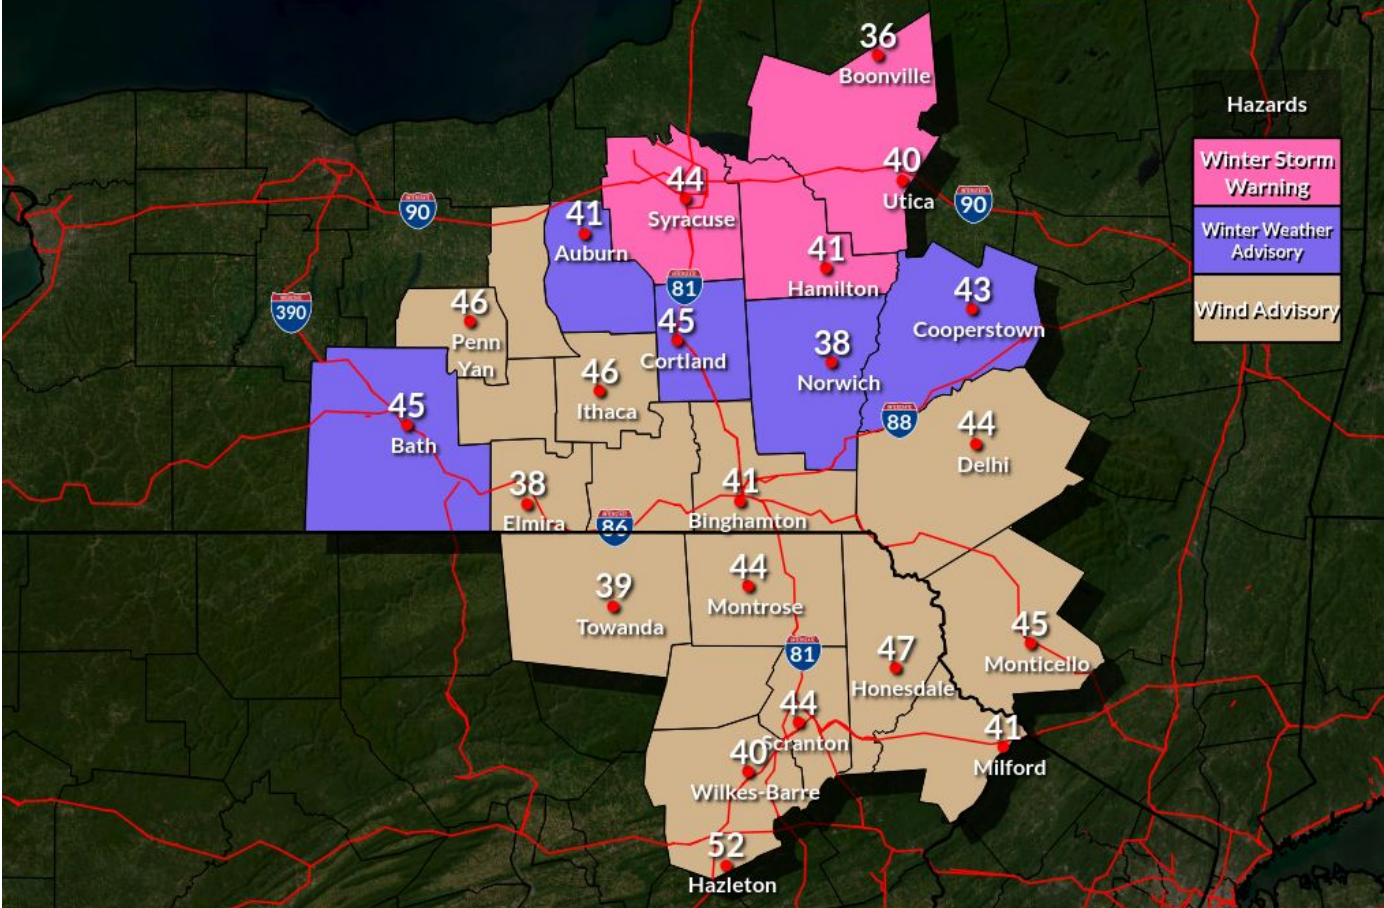 36
Boonville
Hazards
Winter Storm
Warning
40
Utica
44
Syracuse
90
90
41
Auburn
Winter Weather
Advisory
41
Hamilton
81
43
Cooperstown
390
46
Penn
Yan
45
Cortland
38
Norwich
Wind Advisory
46
Ithaca
45
Bath
88
44
Delhi
38
Elmira
41
Binghamton
86
39
Towanda
44
Montrose
45
Monticello
81
47
Honesdale
44
Scranton
41
Milford
40
Wilkes-Barre
52
Hazleton